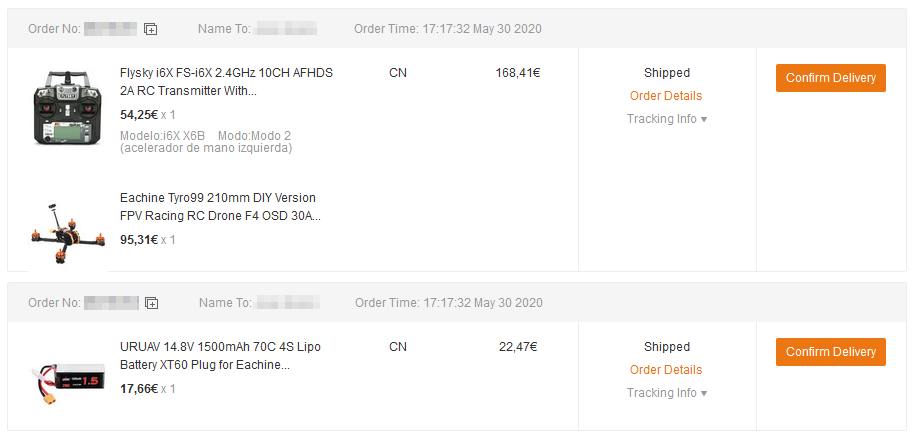 Order No:
Name To:
Order Time: 17:17:32 May 30 2020
Flysky i6X FS-i6X 2.4GHz 10CH AFHDS
2A RC Transmitter With...
54,25€ x 1
Modelo:i6X X6B Modo:Modo 2
(acelerador de mano izquierda)
CN
168,41€
Shipped
Order Details
Tracking Info
Confirm Delivery
Eachine Tyro99 210mm DIY Version
FPV Racing RC Drone F4 OSD 30A...
95,31€ x 1
Order No:
Name To:
Order Time: 17:17:32 May 30 2020
URUAV 14.8V 1500mAh 70C 4S Lipo
Battery XT60 Plug for Eachine...
17,66€ x 1
1.5
CN
22,47€
Shipped
Order Details
Tracking Info
Confirm Delivery